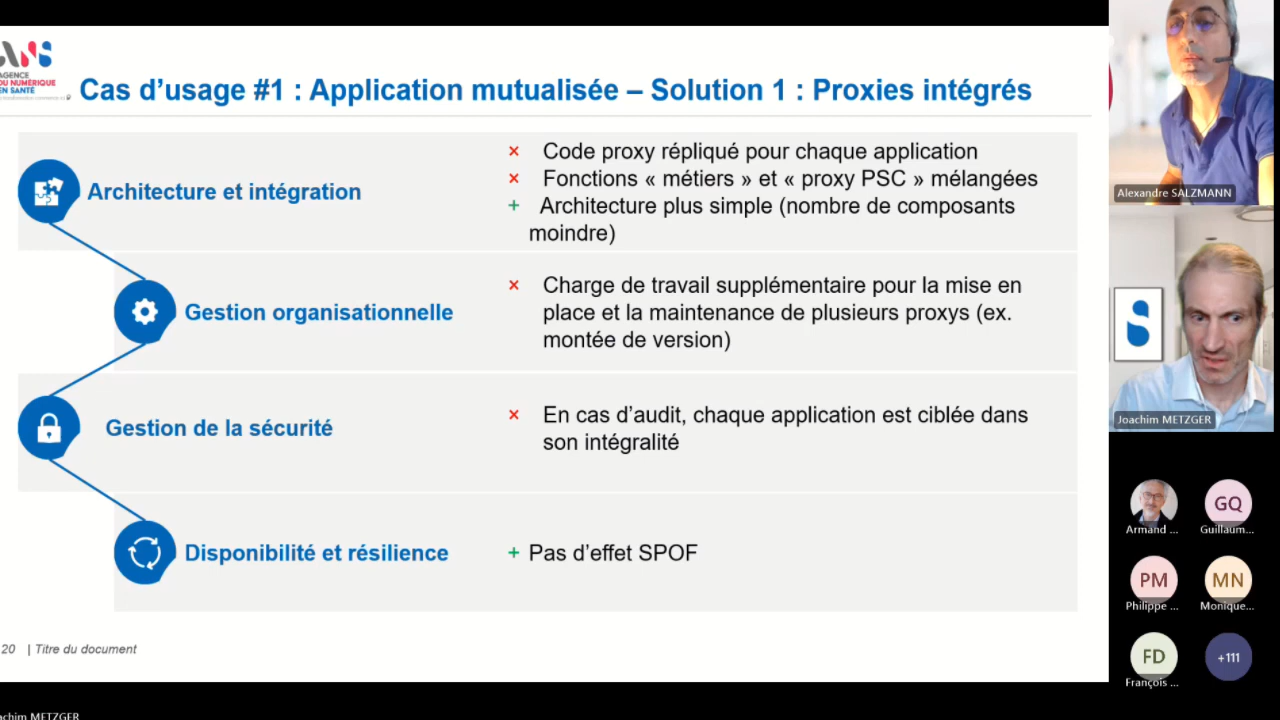 AGENCE
DU NUMÉRIQUE
EN SANTÉ
Cas d’usage #1 : Application mutualisée – Solution 1 : Proxies intégrés
Architecture et intégration
× Code proxy répliqué pour chaque application
× Fonctions « métiers » et « proxy PSC » mélangées
+ Architecture plus simple (nombre de composants
moindre)
Gestion organisationnelle
× Charge de travail supplémentaire pour la mise en
place et la maintenance de plusieurs proxys (ex.
montée de version)
Gestion de la sécurité
× En cas d’audit, chaque application est ciblée dans
son intégralité
Disponibilité et résilience
+ Pas d’effet SPOF
20 | Titre du document
Alexandre SALZMANN
Joachim METZGER
Armand ...
GQ
Guillaum...
PM
Philippe ...
MN
Monique...
FD
François ...
+111
achim METZGER